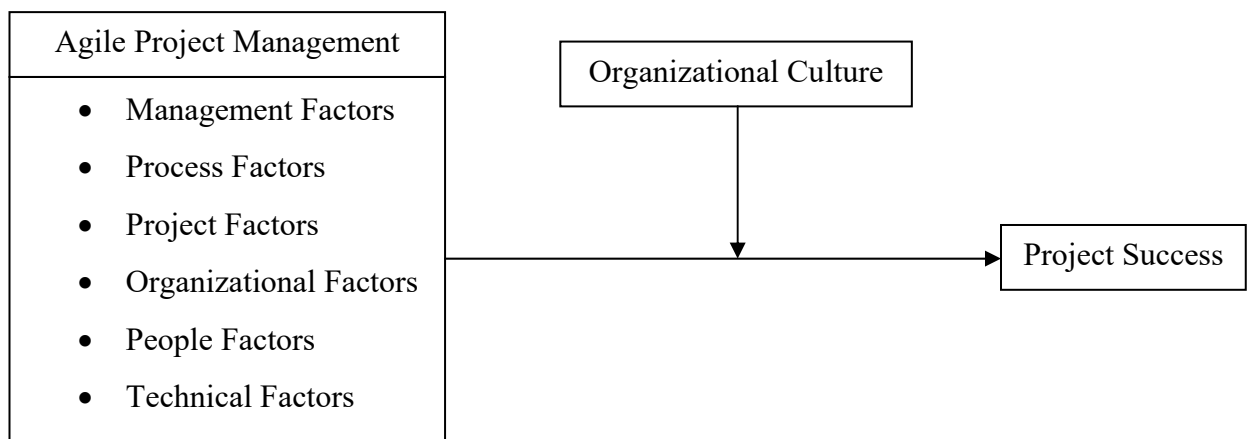 Agile Project Management
• Management Factors
• Process Factors
• Project Factors
• Organizational Factors
• People Factors
• Technical Factors
Organizational Culture
Project Success